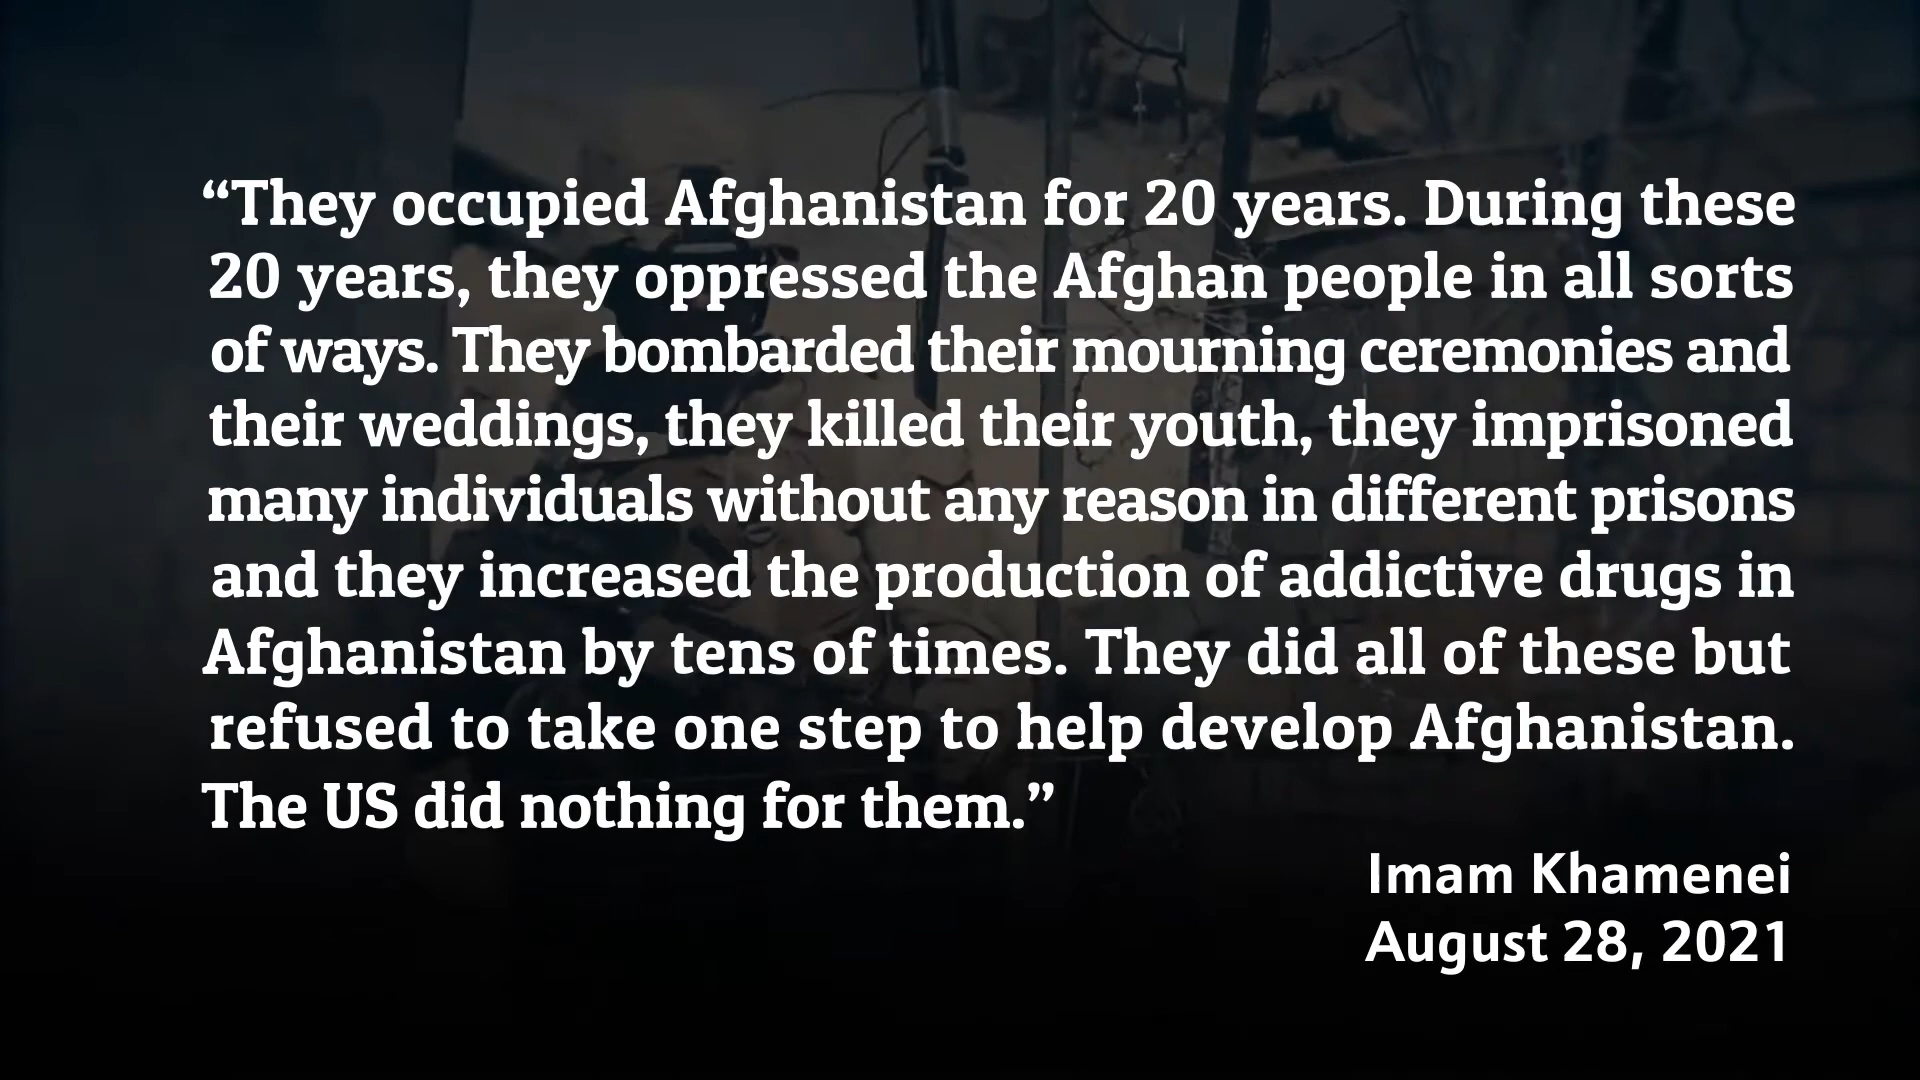 “They occupied Afghanistan for 20 years. During these
20 years, they oppressed the Afghan people in all sorts
of ways. They bombarded their mourning ceremonies and
their weddings, they killed their youth, they imprisoned
many individuals without any reason in different prisons
and they increased the production of addictive drugs in
Afghanistan by tens of times. They did all of these but
refused to take one step to help develop Afghanistan.
The US did nothing for them.”
Imam Khamenei
August 28, 2021